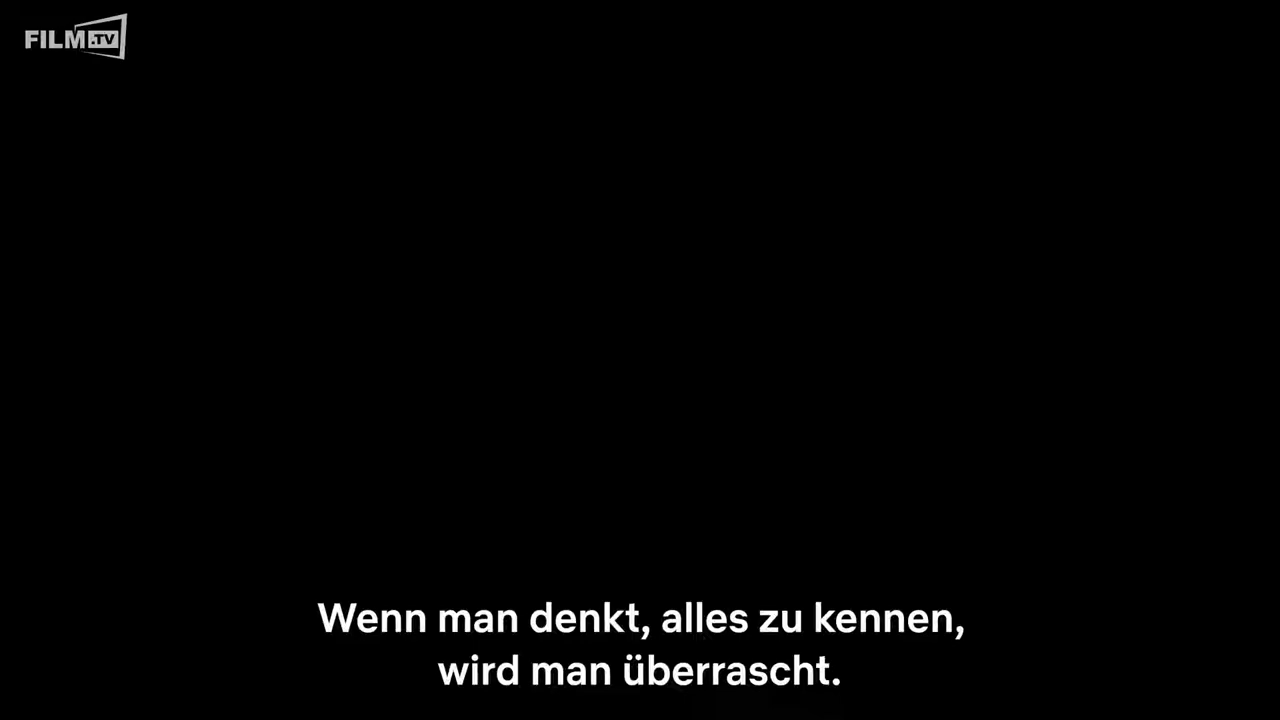 FILM.TV
Wenn man denkt, alles zu kennen,
wird man überrascht.